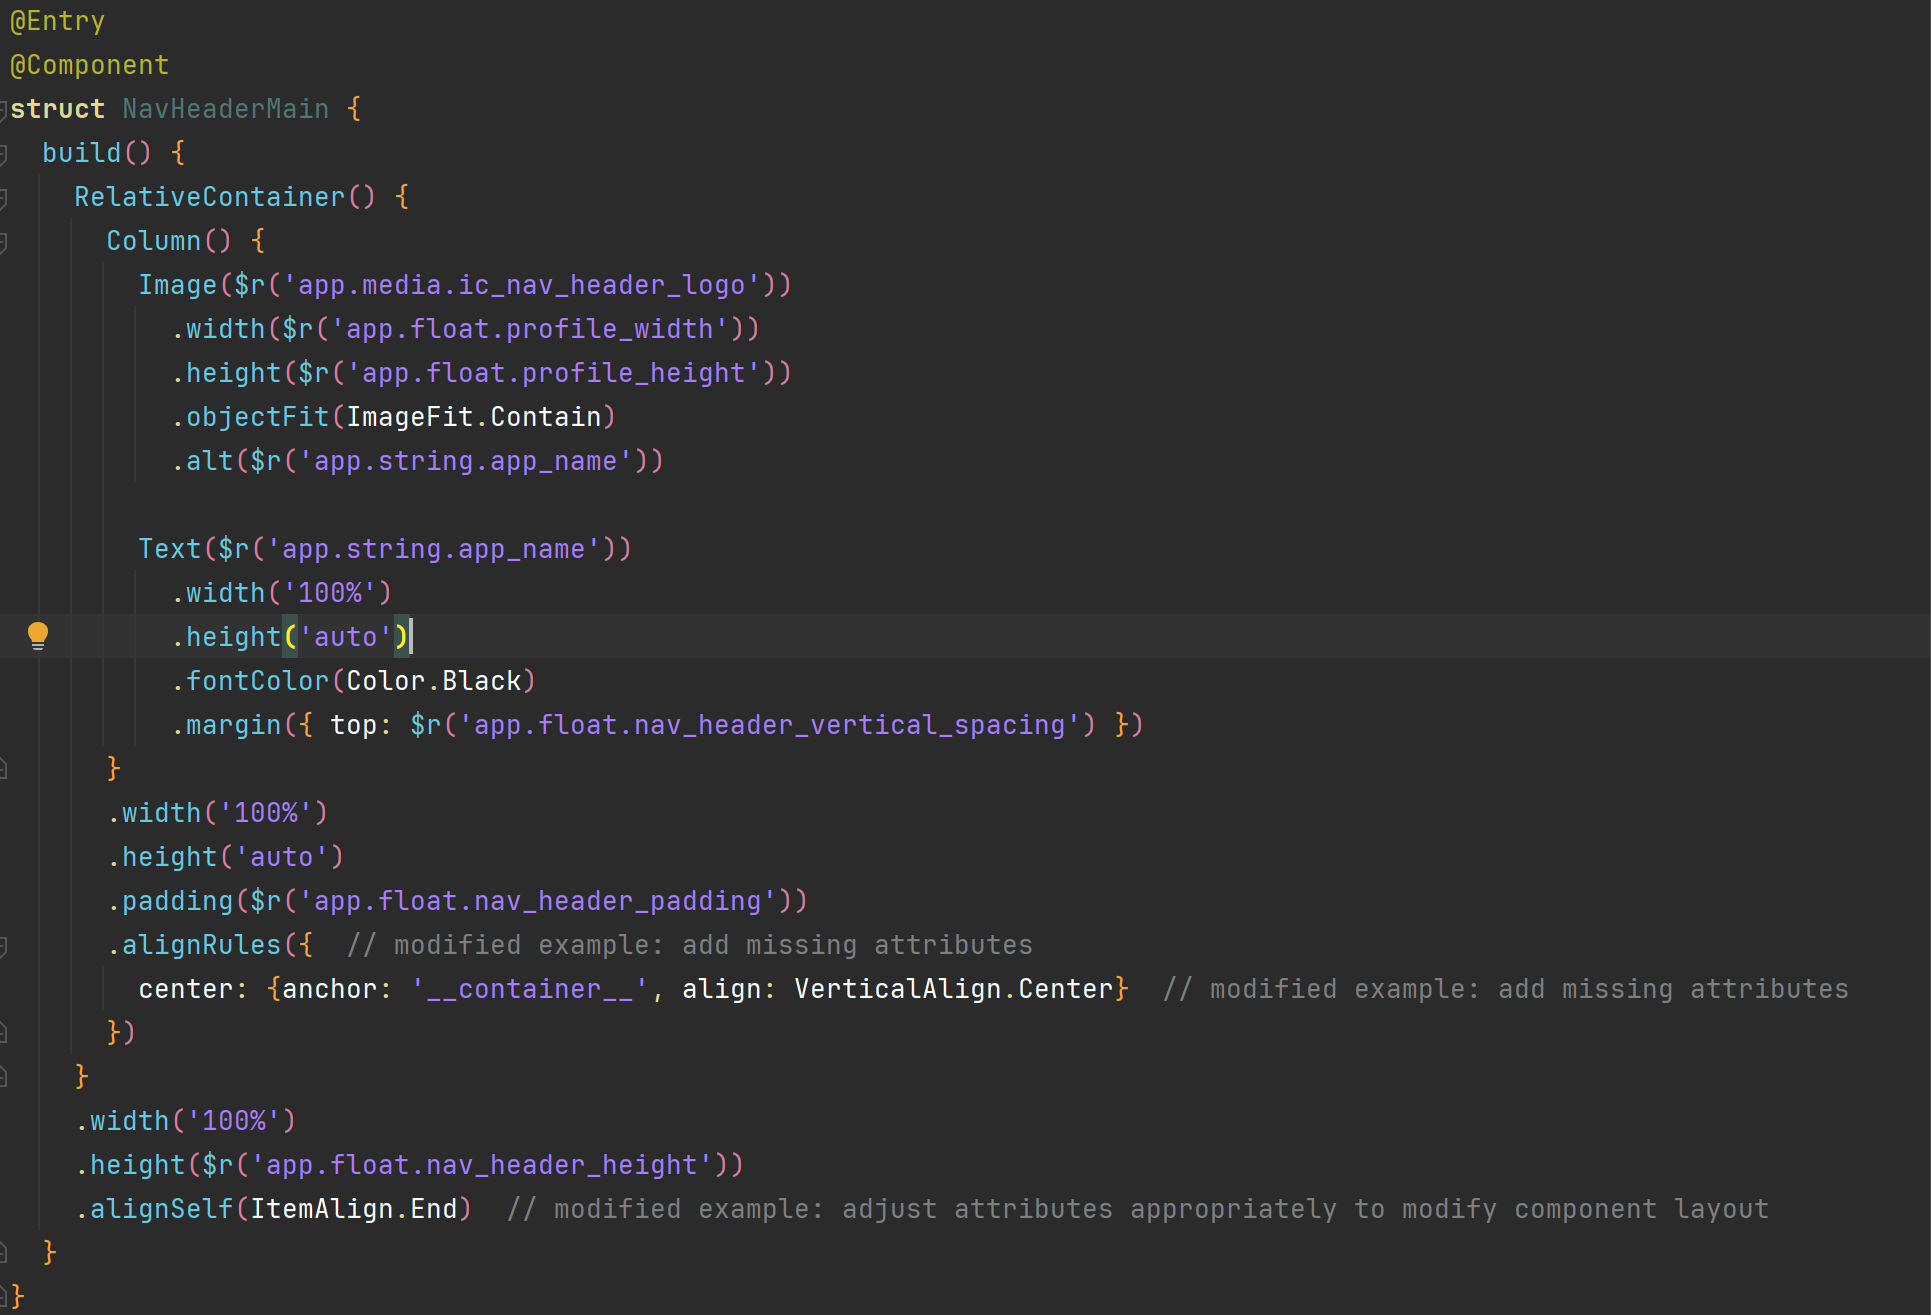 @Entry
@Component
struct NavHeaderMain {
  build() {
    RelativeContainer() {
      Column() {
        Image($r('app.media.ic_nav_header_logo'))
          .width($r('app.float.profile_width'))
          .height($r('app.float.profile_height'))
          .objectFit(ImageFit.Contain)
          .alt($r('app.string.app_name'))

        Text($r('app.string.app_name'))
          .width('100%')
          .height('auto')
          .fontColor(Color.Black)
          .margin({ top: $r('app.float.nav_header_vertical_spacing') })
      }
      .width('100%')
      .height('auto')
      .padding($r('app.float.nav_header_padding'))
      .alignRules({  // modified example: add missing attributes
        center: {anchor: '__container__', align: VerticalAlign.Center}  // modified example: add missing attributes
      })
    }
    .width('100%')
    .height($r('app.float.nav_header_height'))
    .alignSelf(ItemAlign.End)  // modified example: adjust attributes appropriately to modify component layout
  }
}